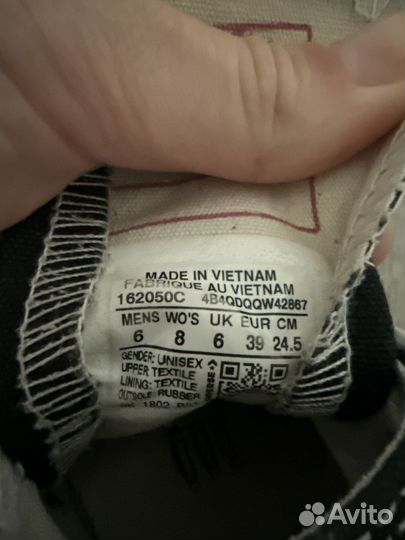 MADE IN VIETNAM
FABRIQUE AU VIETNAM
162050C 4B4QDQQW42867
MENS WO'S UK EUR CM
6 8 6 39 24.5
GENDER: UNISEX
UPPER TEXTILE
LINING: TEXTILE
OUTSOLE: RUBBER
1802
Avito